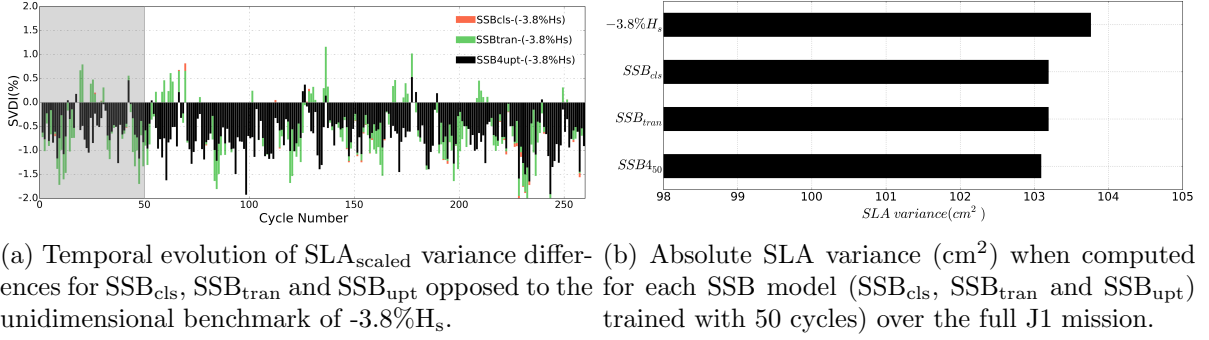 2.0
1.5
1.0
0.5
0.0
-0.5
-1.0
-1.5
-2.0
SVDI(%)
SSBcls-(-3.8%Hs)
SSBtran-(-3.8%Hs)
SSB4upt-(-3.8%Hs)
0 50 100 150 200 250
Cycle Number
−3.8%Hₛ
SSB_cls
SSB_tran
SSB4_50
98 99 100 101 102 103 104 105
SLA variance(cm²)
(a) Temporal evolution of SLA_scaled variance differ-
ences for SSB_cls, SSB_tran and SSB_upt opposed to the
unidimensional benchmark of -3.8%H_s.
(b) Absolute SLA variance (cm²) when computed
for each SSB model (SSB_cls, SSB_tran and SSB_upt)
trained with 50 cycles) over the full J1 mission.